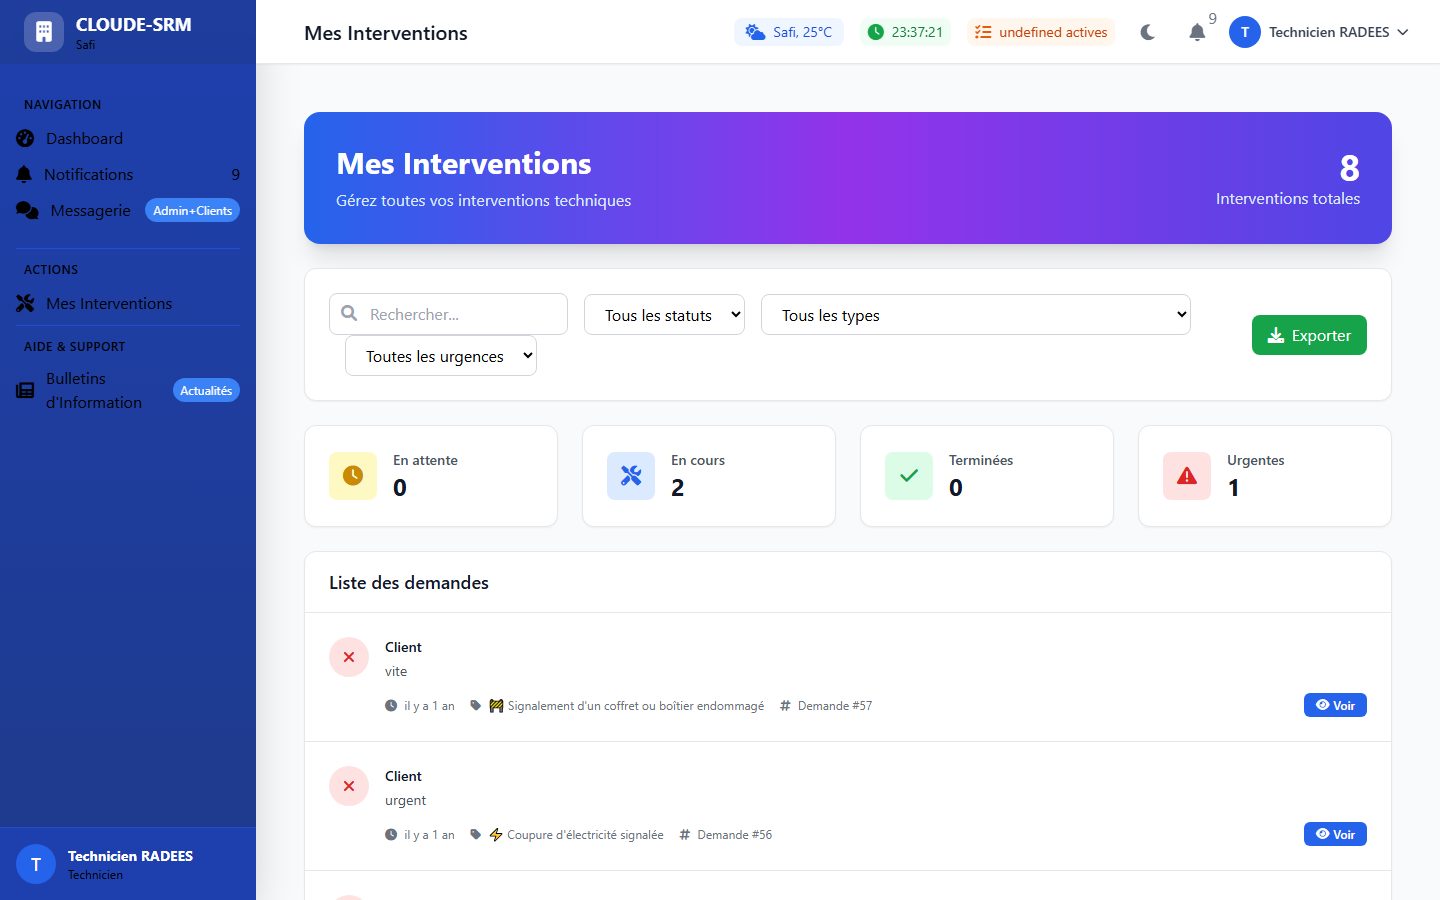 CLOUDE-SRM
Safi
NAVIGATION
Dashboard
Notifications 9
Messagerie Admin+Clients
ACTIONS
Mes Interventions
AIDE & SUPPORT
Bulletins
d'Information
Actualités
Technicien RADEES
Technicien
T
Mes Interventions
Safi, 25°C
23:37:21
undefined actives
9
T
Technicien RADEES
Mes Interventions
Gérez toutes vos interventions techniques
8
Interventions totales
Rechercher...
Tous les statuts
Tous les types
Toutes les urgences
Exporter
En attente
0
En cours
2
Terminées
0
Urgentes
1
Liste des demandes
Client
vite
il y a 1 an Signalement d'un coffret ou boîtier endommagé # Demande #57
Voir
Client
urgent
il y a 1 an Coupure d'électricité signalée # Demande #56
Voir